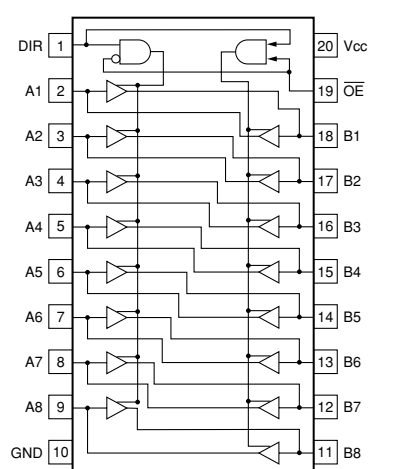 DIR 1 20 Vcc
A1 2 19 OE
A2 3 18 B1
A3 4 17 B2
A4 5 16 B3
A5 6 15 B4
A6 7 14 B5
A7 8 13 B6
A8 9 12 B7
GND 10 11 B8